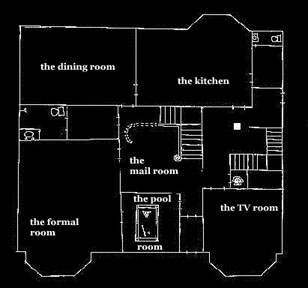 the dining room
the kitchen
the
mail room
the pool
room
the formal
room
the TV room